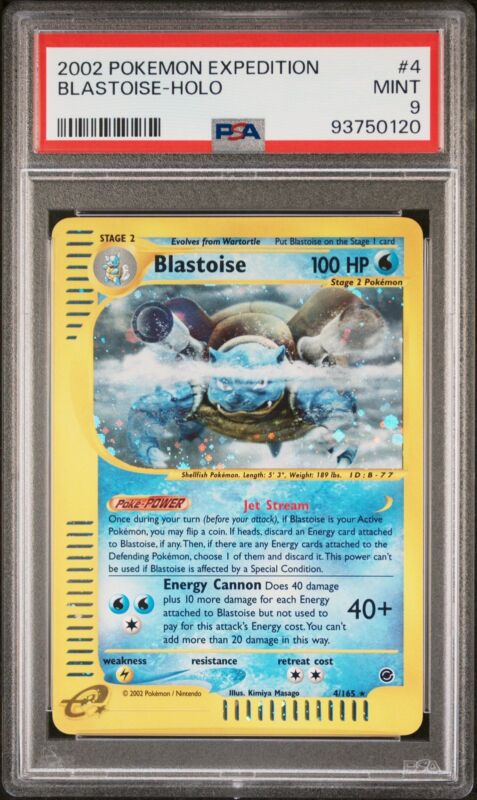 2002 POKEMON EXPEDITION #4
BLASTOISE-HOLO MINT
9
PSA 93750120
STAGE 2 Evolves from Wartortle Put Blastoise on the Stage 1 card
Blastoise 100 HP
Stage 2 Pokémon
Shellfish Pokémon. Length: 5' 3", Weight: 189 lbs. ID: B-77
Poké-POWER Jet Stream
Once during your turn (before your attack), if Blastoise is your Active
Pokémon, you may flip a coin. If heads, discard an Energy card attached
to Blastoise, if any. Then, if there are any Energy cards attached to the
Defending Pokémon, choose 1 of them and discard it. This power can't
be used if Blastoise is affected by a Special Condition.
Energy Cannon Does 40 damage
plus 10 more damage for each Energy
attached to Blastoise but not used to
pay for this attack's Energy cost. You can't
add more than 20 damage in this way.
40+
weakness resistance retreat cost
© 2002 Pokémon / Nintendo Illus. Kimiya Masago 4/165 ★
e
PSA